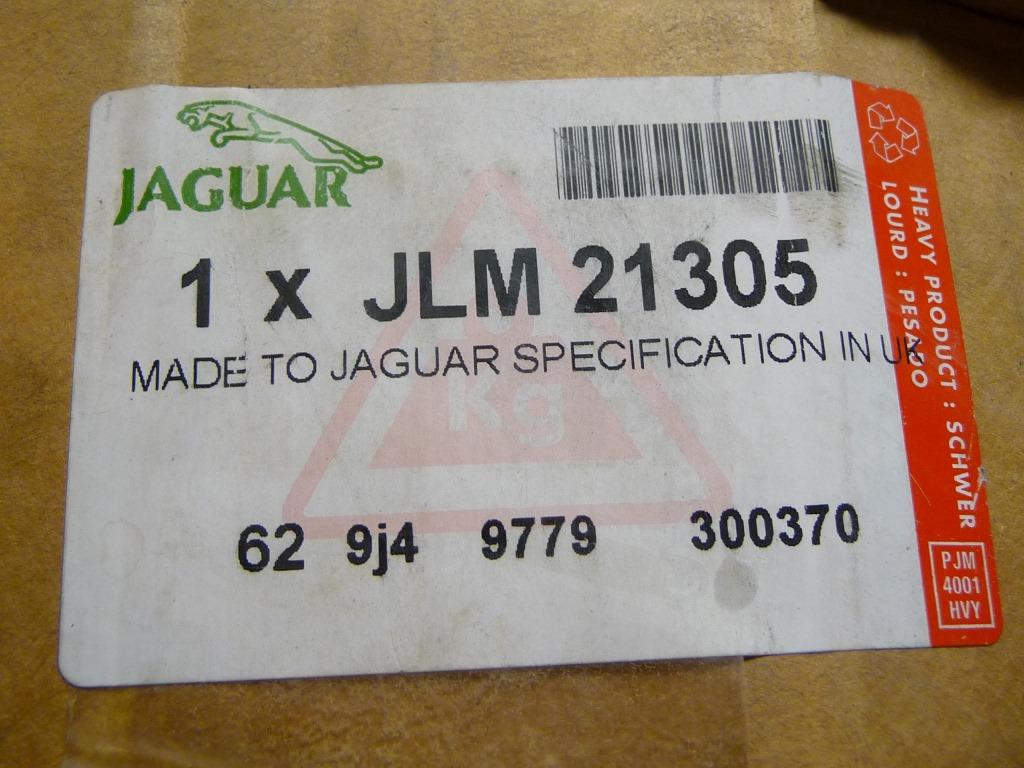 JAGUAR
1 x JLM 21305
MADE TO JAGUAR SPECIFICATION IN UK
kg
62 9j4 9779 300370
HEAVY PRODUCT : SCHWER
LOURD : PESADO
PJM
4001
HVY